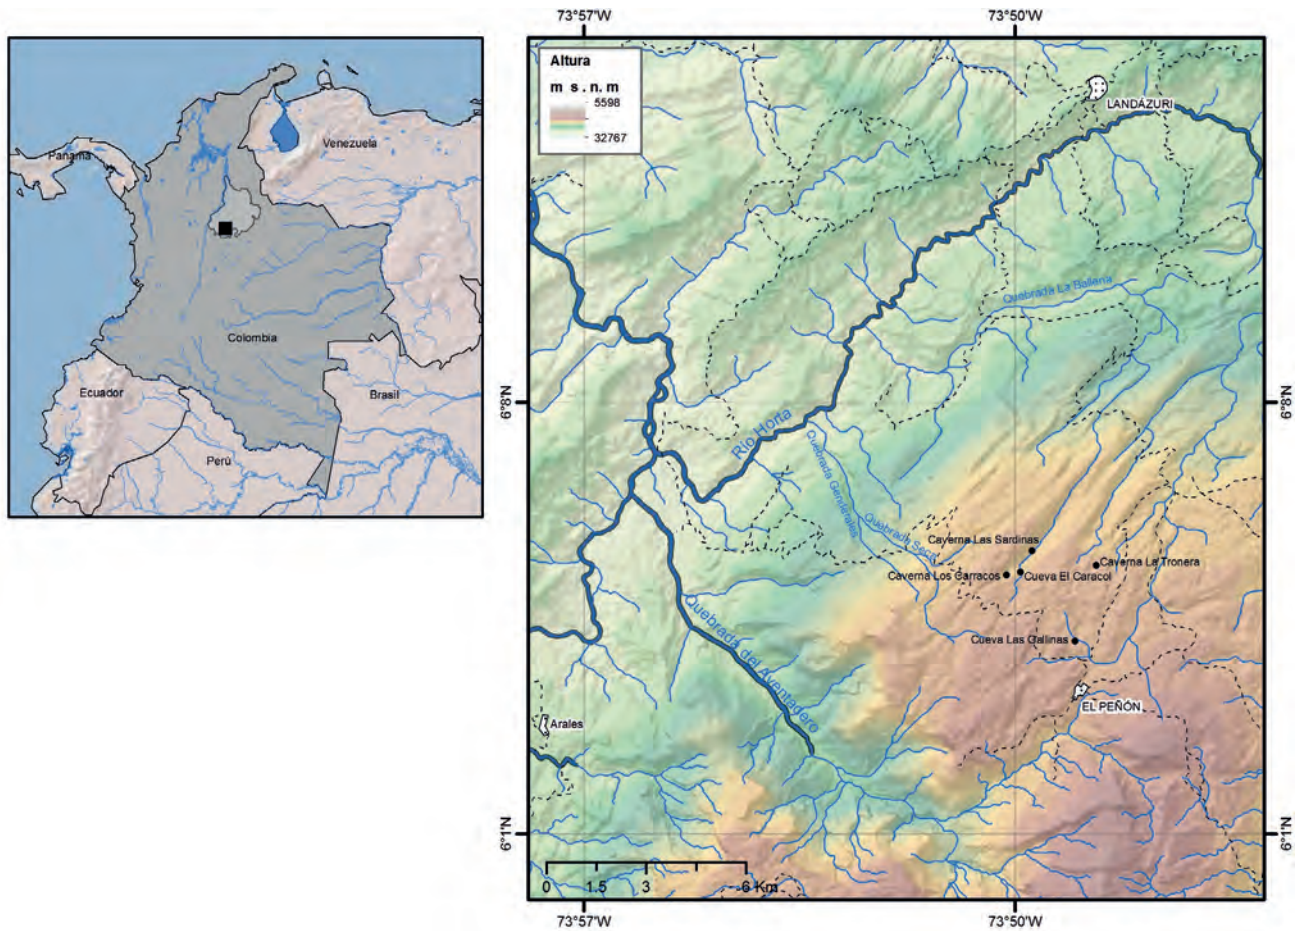 Panamá
Venezuela
Colombia
Ecuador
Brasil
Perú
73°57'W
73°50'W
Altura
m s . n. m
5598
32767
LANDÁZURI
Quebrada La Ballena
6°8'N
6°8'N
Río Horta
Quebrada Genderales
Quebrada Seca
Caverna Las Sardinas
Caverna La Tronera
Caverna Los Carracos
Cueva El Caracol
Quebrada del Aventadero
Cueva Las Gallinas
EL PEÑÓN
Arales
6°1'N
6°1'N
0 1.5 3 6 Km
73°57'W
73°50'W